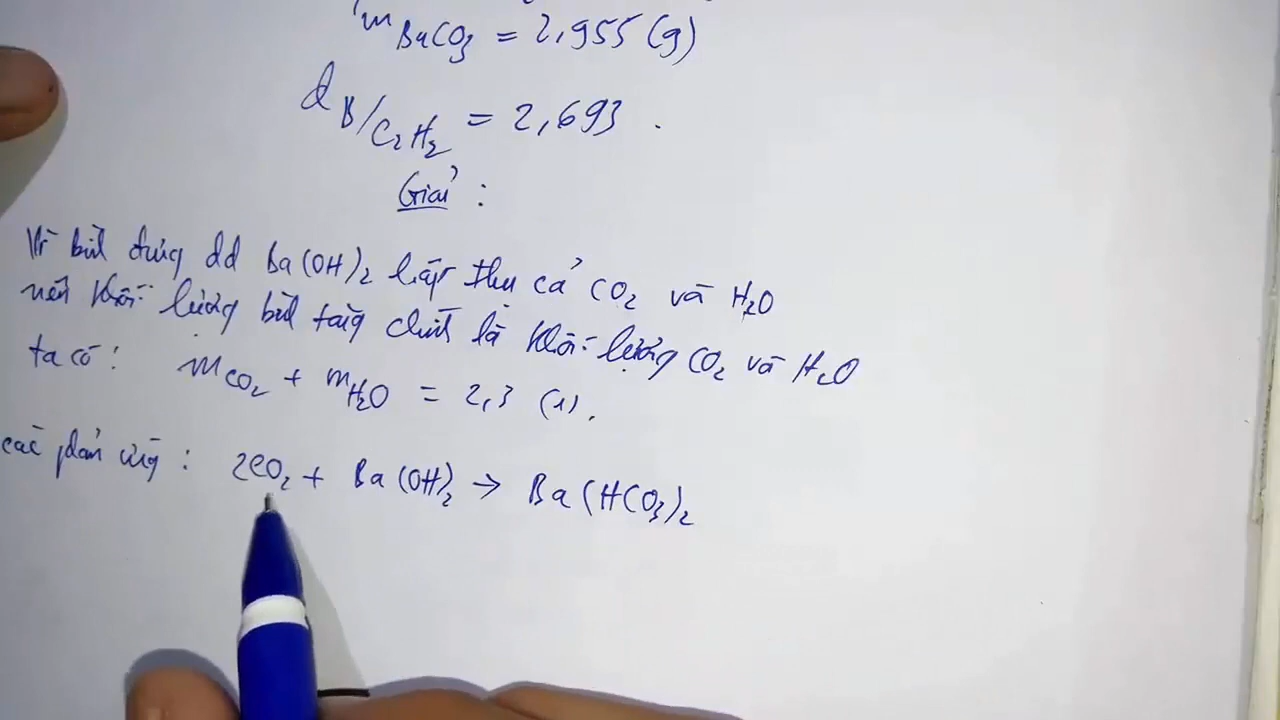 m BaCO3 = 2,955 (g)
d B/C2H2 = 2,693 .
Giải :
Vì bình đựng dd Ba(OH)2 hấp thụ cả CO2 và H2O
nên khối lượng bình tăng chính là khối lượng CO2 và H2O
ta có : mCO2 + mH2O = 2,3 (1).
các phản ứng : 2CO2 + Ba(OH)2 → Ba(HCO3)2